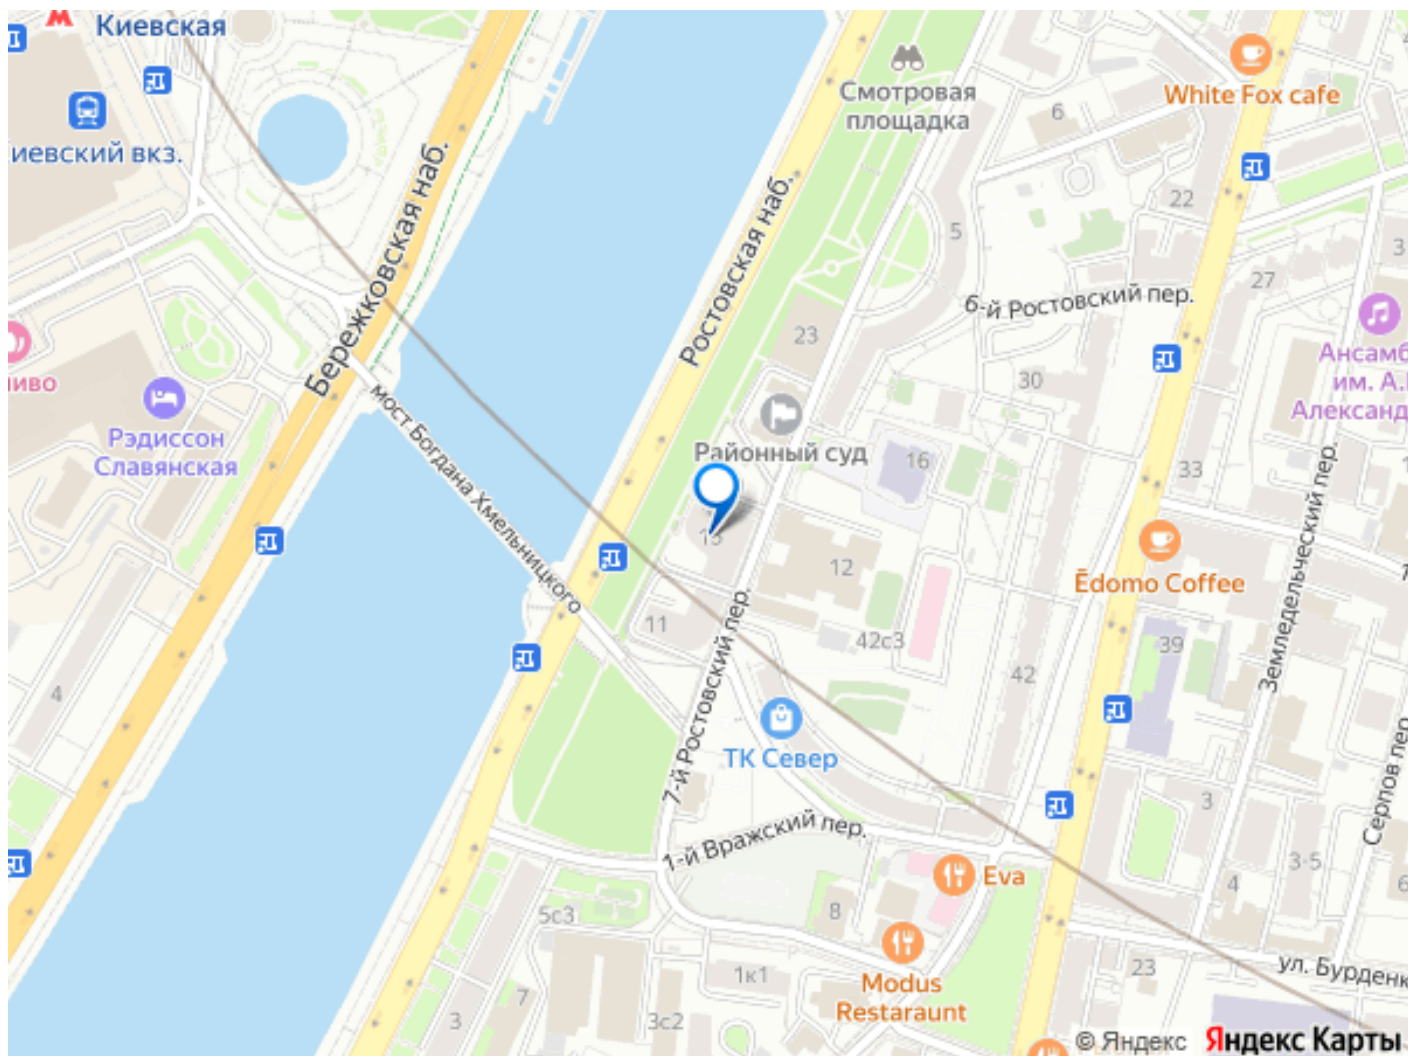 Киевская
White Fox cafe
Смотровая
площадка
6
иевский вкз.
22
5
3
27
Бережковская наб.
Ростовская наб.
6-й Ростовский пер.
23
Ансамб
им. А.
Александ
30
иво
Рэдиссон
Славянская
мост Богдана Хмельницкого
Районный суд
16
33
12
Ēdomo Coffee
Земледельческий пер.
11
42с3
39
42
4
7-й Ростовский пер.
ТК Север
Серпов пер
3
1-й Вражский пер.
3-5
Eva
4
6
5с3
8
Modus
Restaraunt
1к1
23
ул. Бурденк
7
3
3с2
© Яндекс
Яндекс Карты